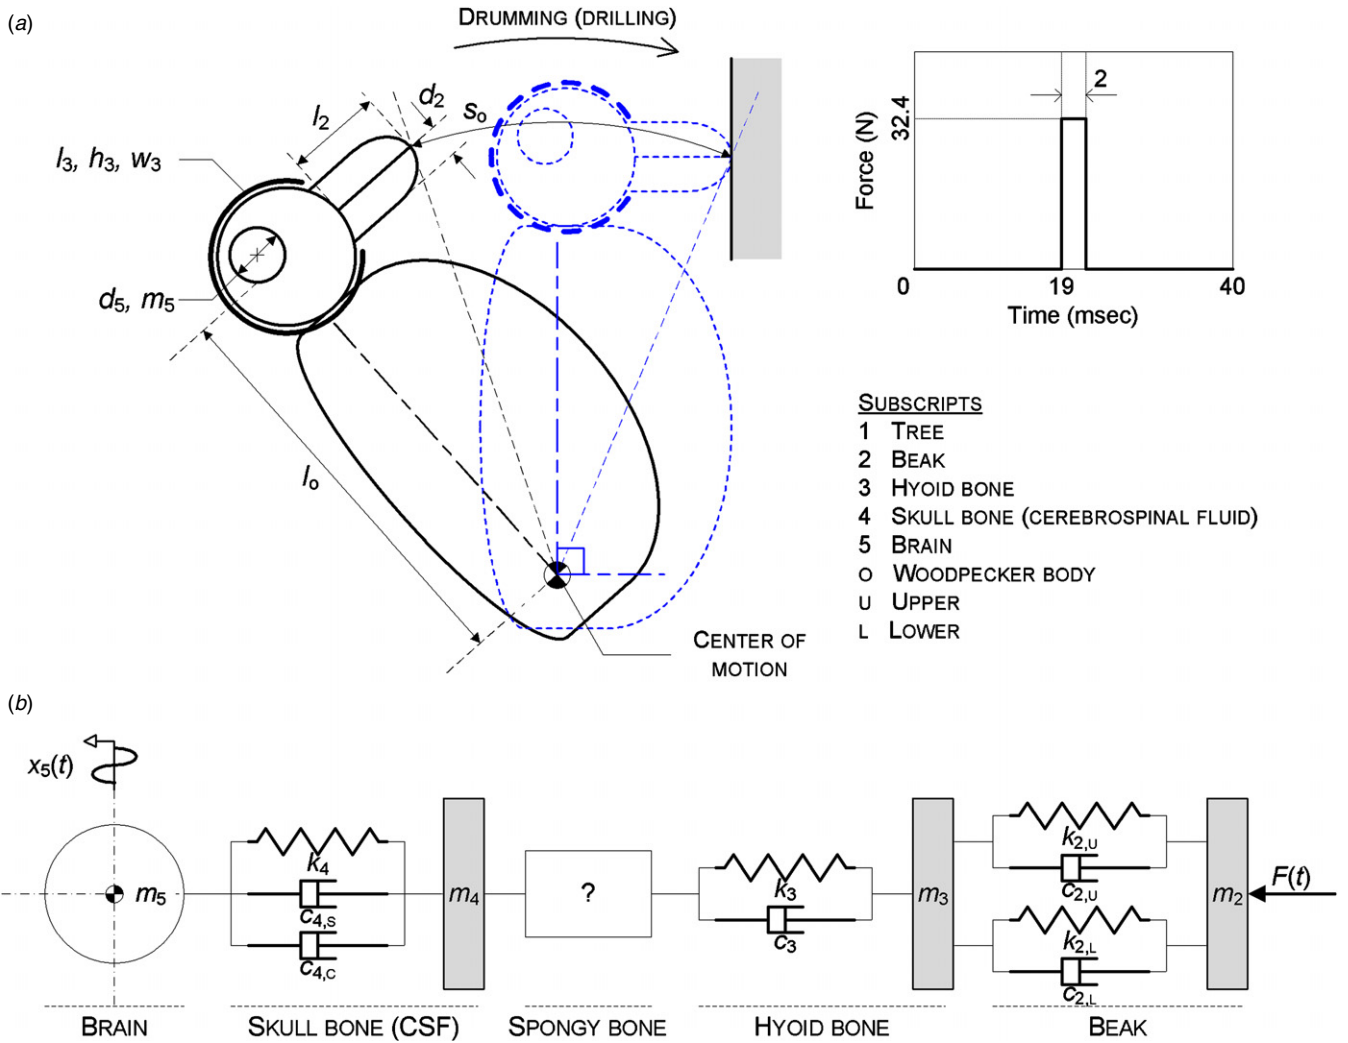 (a)
DRUMMING (DRILLING)
l2
d2
so
l3, h3, w3
d5, m5
lo
CENTER OF
MOTION
Force (N)
32.4
2
0
19
40
Time (msec)
SUBSCRIPTS
1 TREE
2 BEAK
3 HYOID BONE
4 SKULL BONE (CEREBROSPINAL FLUID)
5 BRAIN
O WOODPECKER BODY
U UPPER
L LOWER
(b)
x5(t)
m5
k4
c4,S
c4,C
m4
?
k3
c3
m3
k2,U
c2,U
k2,L
c2,L
m2
F(t)
BRAIN
SKULL BONE (CSF)
SPONGY BONE
HYOID BONE
BEAK